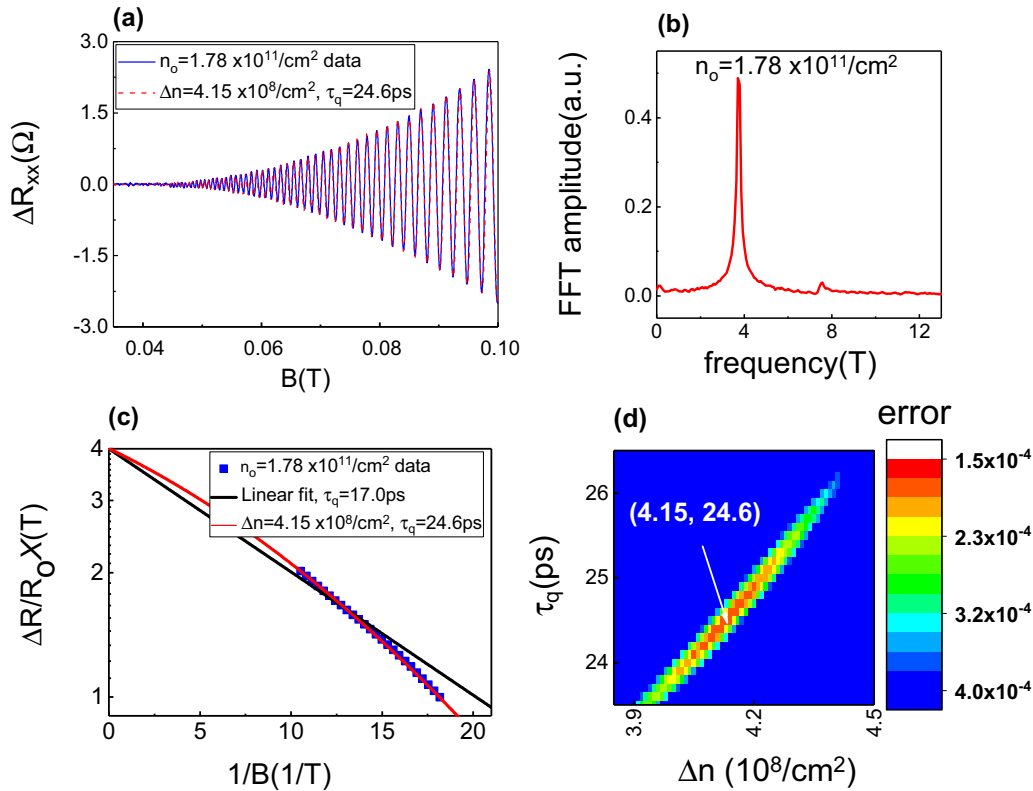 (a)
3.0
1.5
0.0
-1.5
-3.0
ΔRxx(Ω)
nₒ=1.78 x10¹¹/cm² data
Δn=4.15 x10⁸/cm², τq=24.6ps
0.04
0.06
0.08
0.10
B(T)
(b)
nₒ=1.78 x10¹¹/cm²
0.4
0.2
0.0
FFT amplitude(a.u.)
0
4
8
12
frequency(T)
(c)
4
3
2
1
ΔR/ROX(T)
nₒ=1.78 x10¹¹/cm² data
Linear fit, τq=17.0ps
Δn=4.15 x10⁸/cm², τq=24.6ps
0
5
10
15
20
1/B(1/T)
(d)
26
25
24
τq(ps)
(4.15, 24.6)
3.9
4.2
4.5
Δn (10⁸/cm²)
error
1.5x10⁻⁴
2.3x10⁻⁴
3.2x10⁻⁴
4.0x10⁻⁴